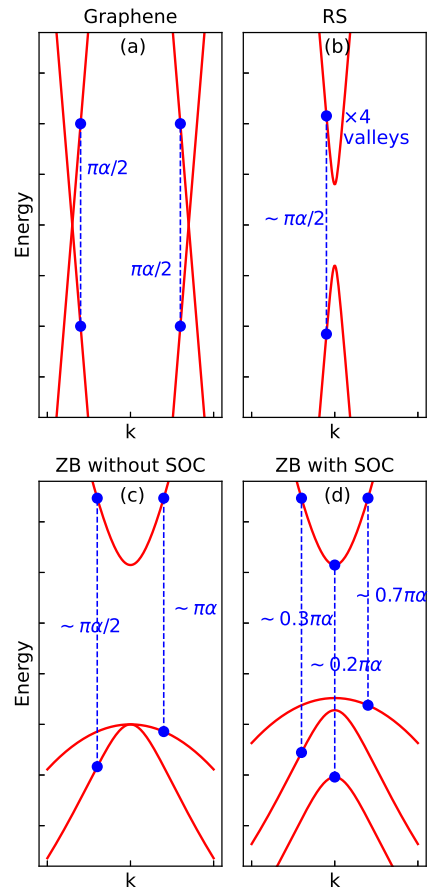 Graphene
RS
(a)
(b)
×4
valleys
πα/2
~ πα/2
πα/2
Energy
k
k
ZB without SOC
ZB with SOC
(c)
(d)
~ πα/2
~ πα
~ 0.3πα
~ 0.7πα
~ 0.2πα
Energy
k
k